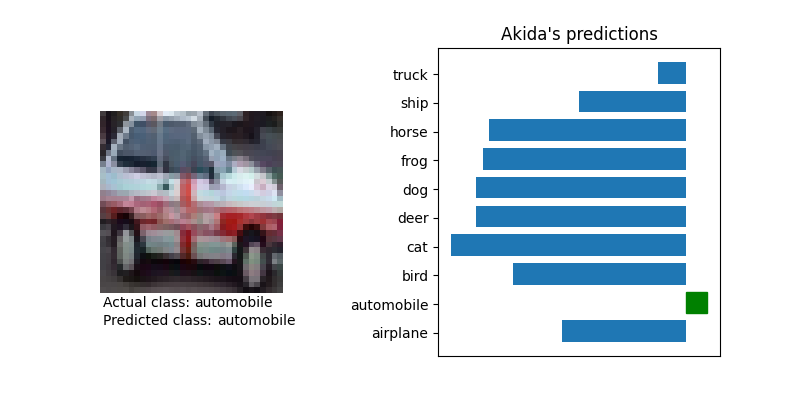 Akida's predictions
truck
ship
horse
frog
dog
deer
cat
bird
automobile
airplane
Actual class: automobile
Predicted class: automobile